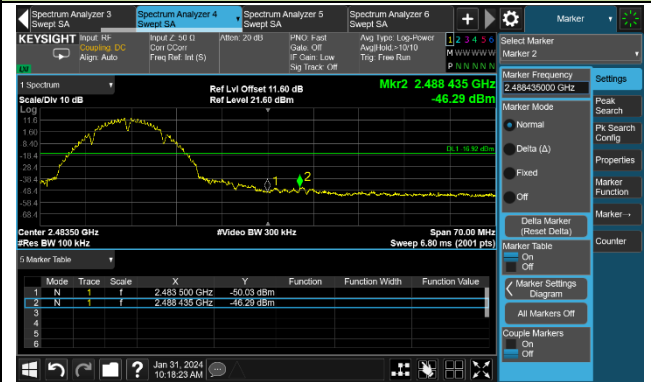 Spectrum Analyzer 3 Swept SA
Spectrum Analyzer 4 Swept SA
Spectrum Analyzer 5 Swept SA
Spectrum Analyzer 6 Swept SA
Marker
KEYSIGHT
Input: RF
Coupling: DC
Align: Auto
Input Z: 50 Ω
Corr CCorr
Freq Ref: Int (S)
Atten: 20 dB
PNO: Fast
Gate: Off
IF Gain: Low
Sig Track: Off
Avg Type: Log-Power
Avg|Hold:>10/10
Trig: Free Run
1 2 3 4 5 6
M W W W W W
P N N N N N
Select Marker
Marker 2
1 Spectrum
Scale/Div 10 dB
Log
Ref Lvl Offset 11.60 dB
Ref Level 21.60 dBm
Mkr2 2.488 435 GHz
-46.29 dBm
11.6
1.60
-8.40
-18.4
-28.4
-38.4
-48.4
-58.4
-68.4
1
2
Center 2.48350 GHz
#Res BW 100 kHz
#Video BW 300 kHz
Span 70.00 MHz
Sweep 6.80 ms (2001 pts)
5 Marker Table
Mode Trace Scale X Y Function Function Width Function Value
1 N 1 f 2.483 500 GHz -50.03 dBm
2 N 1 f 2.488 435 GHz -46.29 dBm
3
4
5
6
Marker Frequency
2.488435000 GHz
Marker Mode
Normal
Delta (Δ)
Fixed
Off
Delta Marker
(Reset Delta)
Marker Table
On
Off
Marker Settings
Diagram
All Markers Off
Couple Markers
On
Off
Settings
Peak
Search
Pk Search
Config
Properties
Marker
Function
Marker→
Counter
Jan 31, 2024
10:18:23 AM